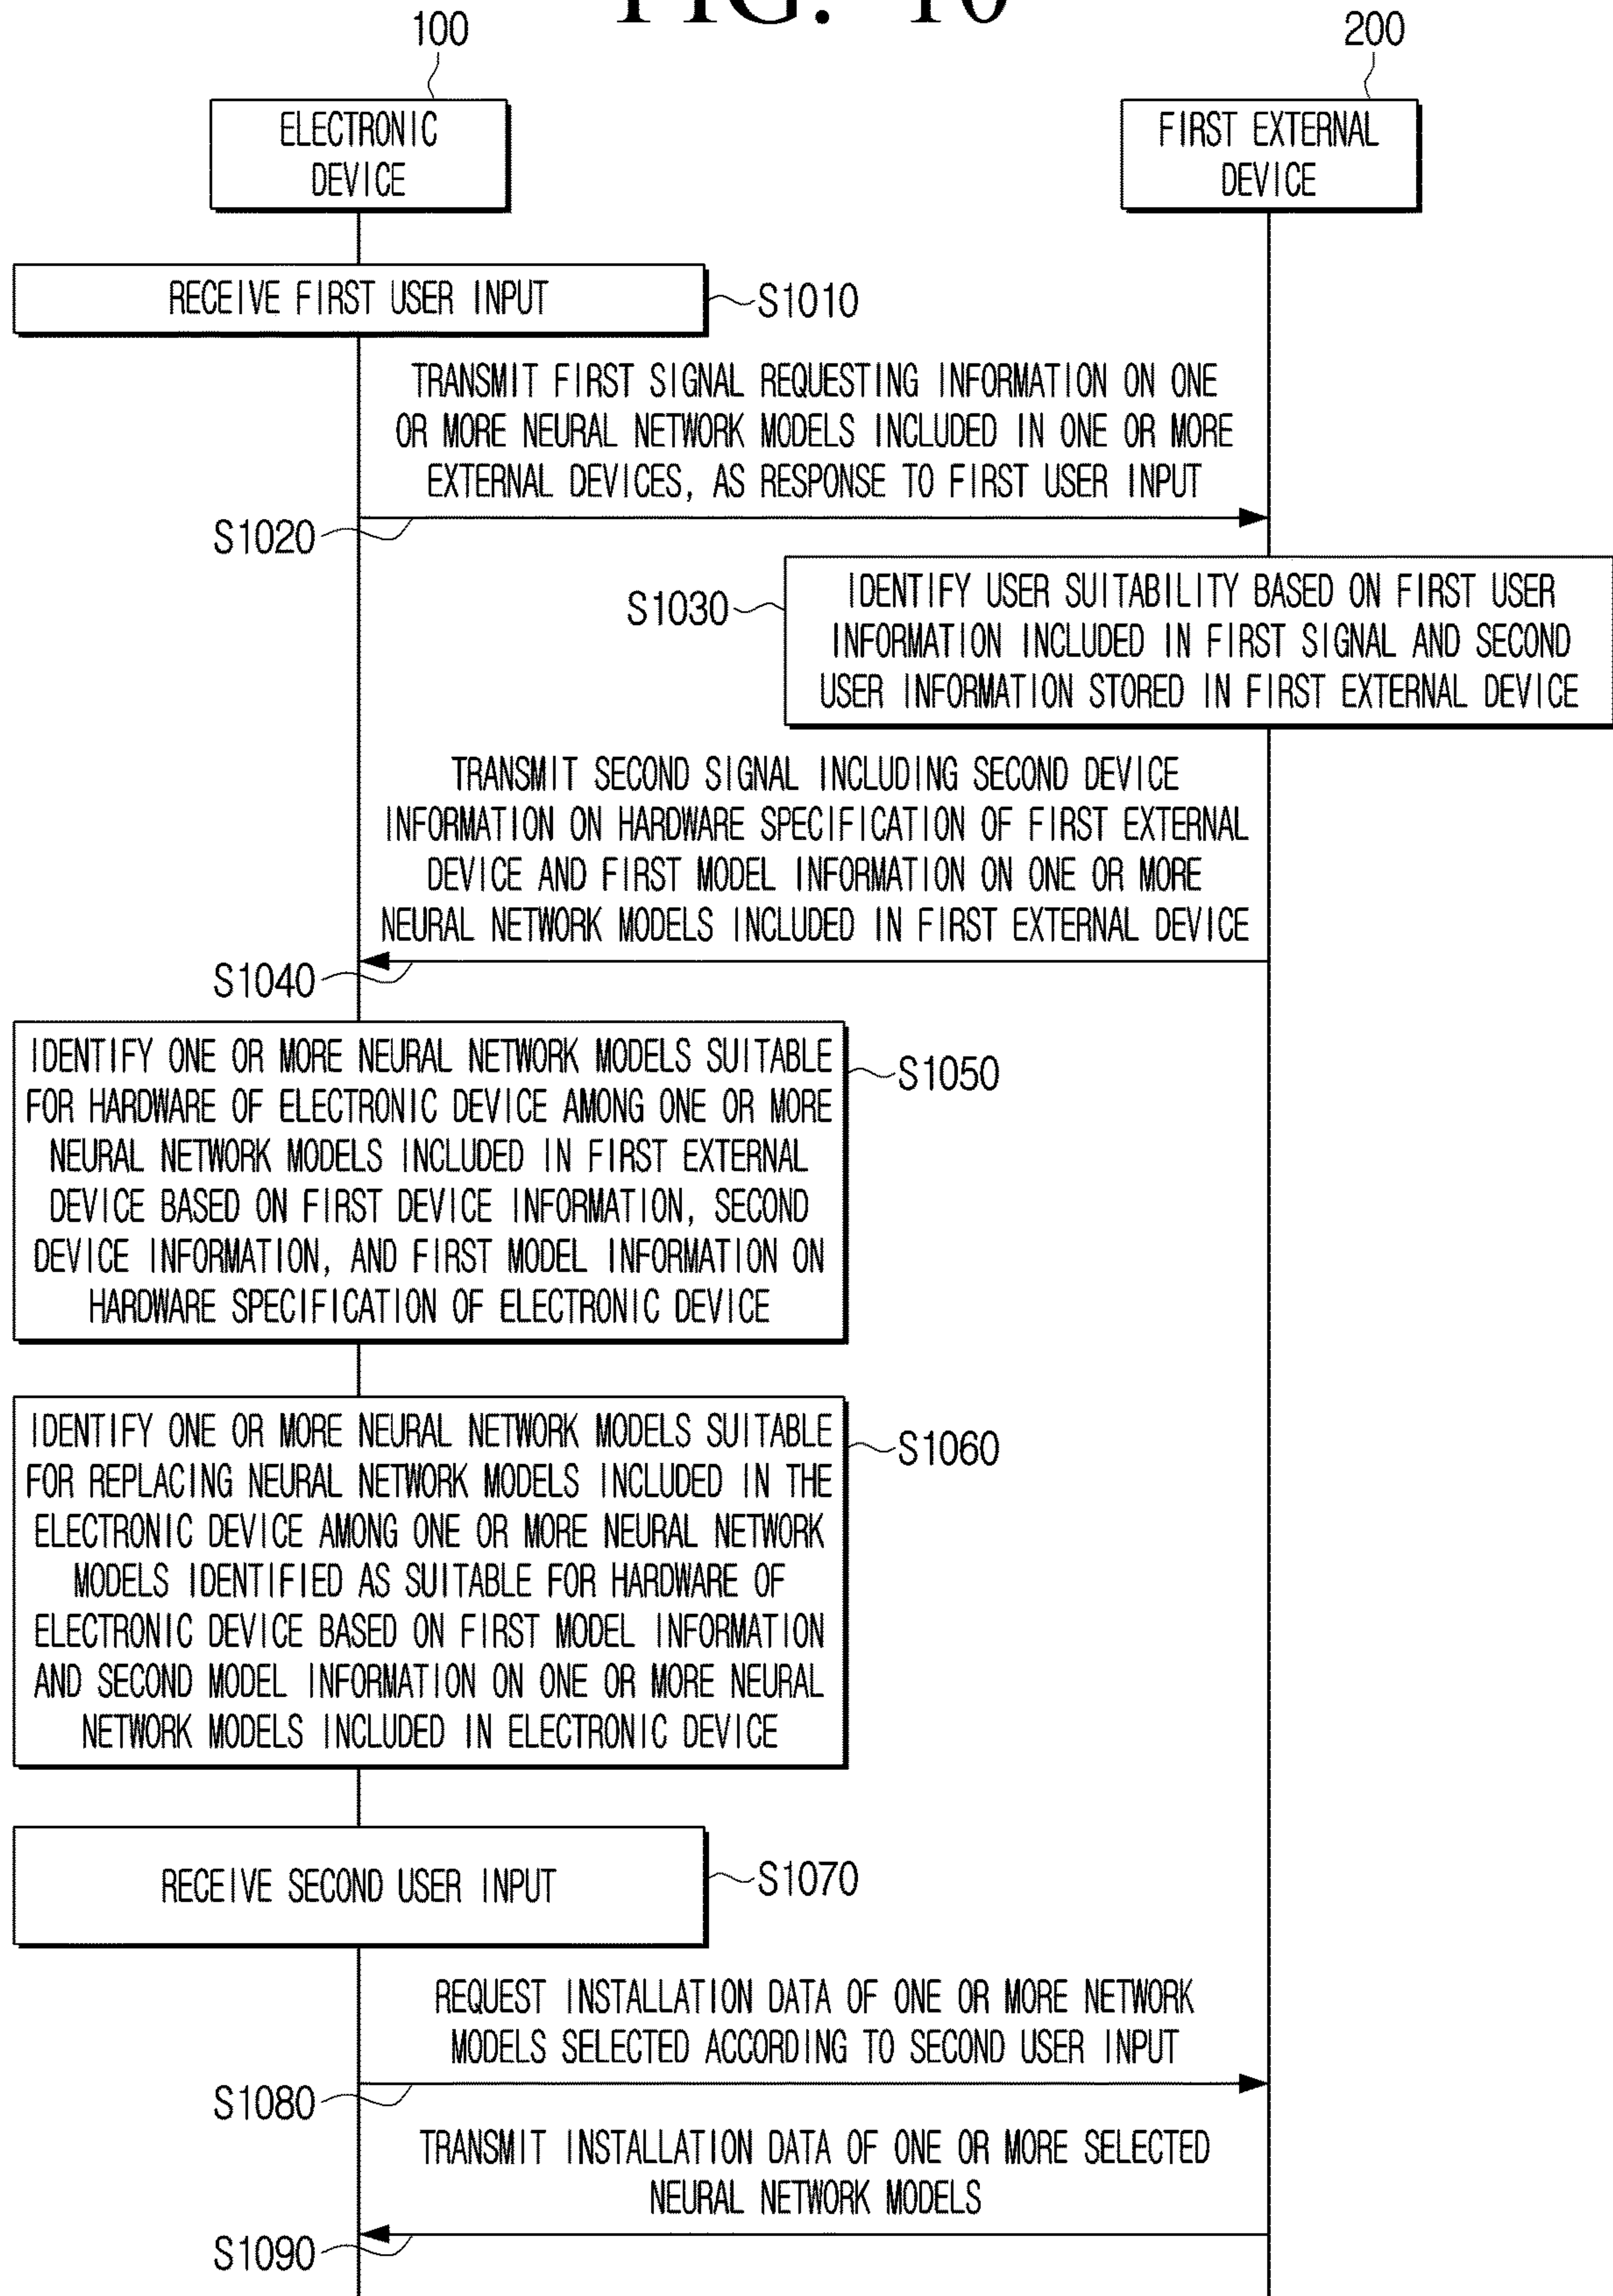 FIG. 10
100
200
ELECTRONIC
DEVICE
FIRST EXTERNAL
DEVICE
RECEIVE FIRST USER INPUT
S1010
TRANSMIT FIRST SIGNAL REQUESTING INFORMATION ON ONE
OR MORE NEURAL NETWORK MODELS INCLUDED IN ONE OR MORE
EXTERNAL DEVICES, AS RESPONSE TO FIRST USER INPUT
S1020
S1030
IDENTIFY USER SUITABILITY BASED ON FIRST USER
INFORMATION INCLUDED IN FIRST SIGNAL AND SECOND
USER INFORMATION STORED IN FIRST EXTERNAL DEVICE
TRANSMIT SECOND SIGNAL INCLUDING SECOND DEVICE
INFORMATION ON HARDWARE SPECIFICATION OF FIRST EXTERNAL
DEVICE AND FIRST MODEL INFORMATION ON ONE OR MORE
NEURAL NETWORK MODELS INCLUDED IN FIRST EXTERNAL DEVICE
S1040
IDENTIFY ONE OR MORE NEURAL NETWORK MODELS SUITABLE
FOR HARDWARE OF ELECTRONIC DEVICE AMONG ONE OR MORE
NEURAL NETWORK MODELS INCLUDED IN FIRST EXTERNAL
DEVICE BASED ON FIRST DEVICE INFORMATION, SECOND
DEVICE INFORMATION, AND FIRST MODEL INFORMATION ON
HARDWARE SPECIFICATION OF ELECTRONIC DEVICE
S1050
IDENTIFY ONE OR MORE NEURAL NETWORK MODELS SUITABLE
FOR REPLACING NEURAL NETWORK MODELS INCLUDED IN THE
ELECTRONIC DEVICE AMONG ONE OR MORE NEURAL NETWORK
MODELS IDENTIFIED AS SUITABLE FOR HARDWARE OF
ELECTRONIC DEVICE BASED ON FIRST MODEL INFORMATION
AND SECOND MODEL INFORMATION ON ONE OR MORE NEURAL
NETWORK MODELS INCLUDED IN ELECTRONIC DEVICE
S1060
RECEIVE SECOND USER INPUT
S1070
REQUEST INSTALLATION DATA OF ONE OR MORE NETWORK
MODELS SELECTED ACCORDING TO SECOND USER INPUT
S1080
TRANSMIT INSTALLATION DATA OF ONE OR MORE SELECTED
NEURAL NETWORK MODELS
S1090